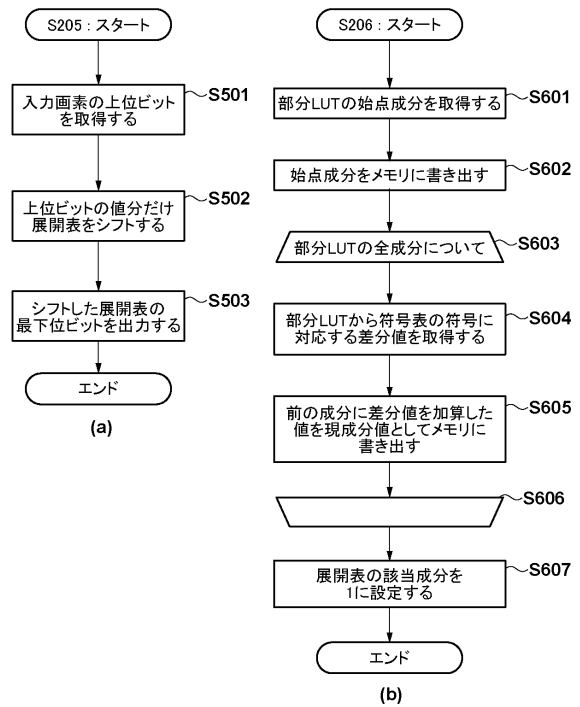 S205 : スタート
S501
入力画素の上位ビット
を取得する
S502
上位ビットの値分だけ
展開表をシフトする
S503
シフトした展開表の
最下位ビットを出力する
エンド
(a)
S206 : スタート
S601
部分LUTの始点成分を取得する
S602
始点成分をメモリに書き出す
S603
部分LUTの全成分について
S604
部分LUTから符号表の符号に
対応する差分値を取得する
S605
前の成分に差分値を加算した
値を現成分値としてメモリに
書き出す
S606
S607
展開表の該当成分を
1に設定する
エンド
(b)